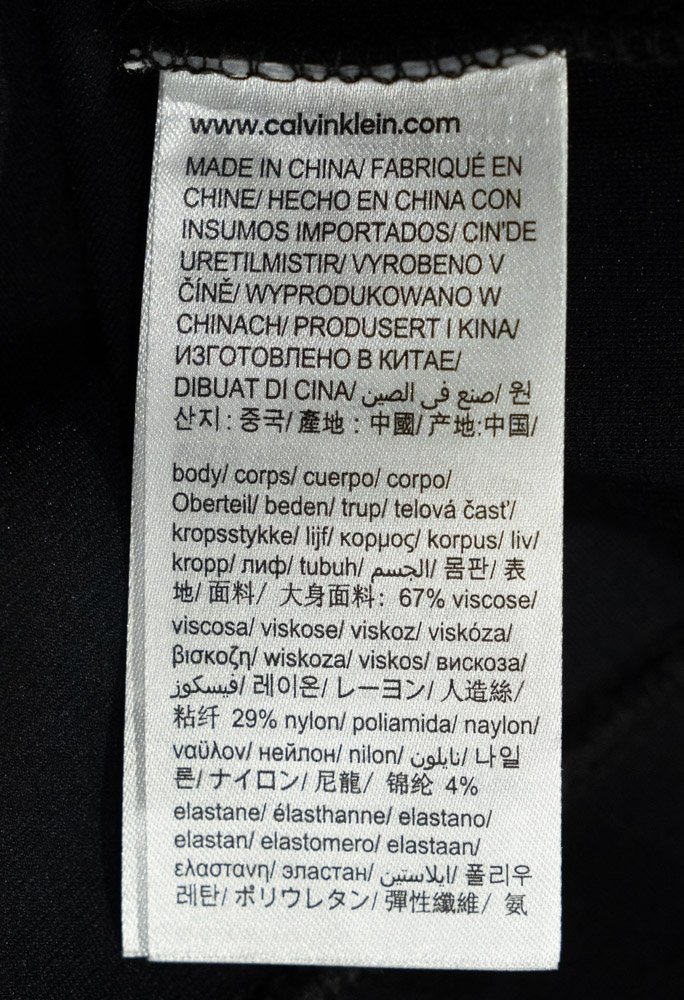 www.calvinklein.com
MADE IN CHINA/ FABRIQUÉ EN
CHINE/ HECHO EN CHINA CON
INSUMOS IMPORTADOS/ CIN'DE
URETILMISTIR/ VYROBENO V
ČÍNĚ/ WYPRODUKOWANO W
CHINACH/ PRODUSERT I KINA/
ИЗГОТОВЛЕНО В КИТАЕ/
DIBUAT DI CINA/ صنع في الصين/ 원
산지: 중국/ 產地: 中國/ 产地:中国/
body/ corps/ cuerpo/ corpo/
Oberteil/ beden/ trup/ telová časť/
kropsstykke/ lijf/ κορμος/ korpus/ liv/
kropp/ лиф/ tubuh/ الجسم/ 몸판/ 表
地/ 面料/ 大身面料: 67% viscose/
viscosa/ viskose/ viskoz/ viskóza/
βισκοζη/ wiskoza/ viskos/ вискоза/
فيسكوز/ 레이온/ レーヨン/ 人造絲/
粘纤 29% nylon/ poliamida/ naylon/
ναϋλον/ нейлон/ nilon/ نايلون/ 나일
론/ ナイロン/ 尼龍/ 锦纶 4%
elastane/ élasthanne/ elastano/
elastan/ elastomero/ elastaan/
ελαστανη/ эластан/ ايلاستين/ 폴리우
레탄/ ポリウレタン/ 彈性纖維/ 氨